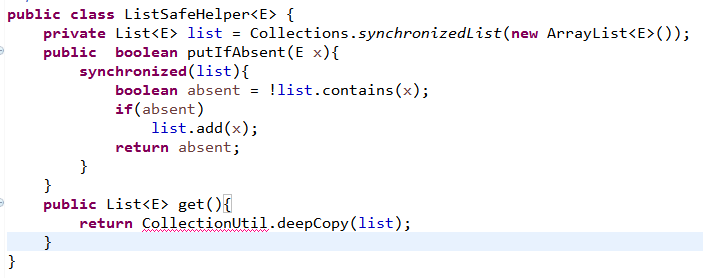 public class ListSafeHelper<E> {
    private List<E> list = Collections.synchronizedList(new ArrayList<E>());
    public  boolean putIfAbsent(E x){
        synchronized(list){
            boolean absent = !list.contains(x);
            if(absent)
                list.add(x);
            return absent;
        }
    }
    public List<E> get(){
        return CollectionUtil.deepCopy(list);
    }
}